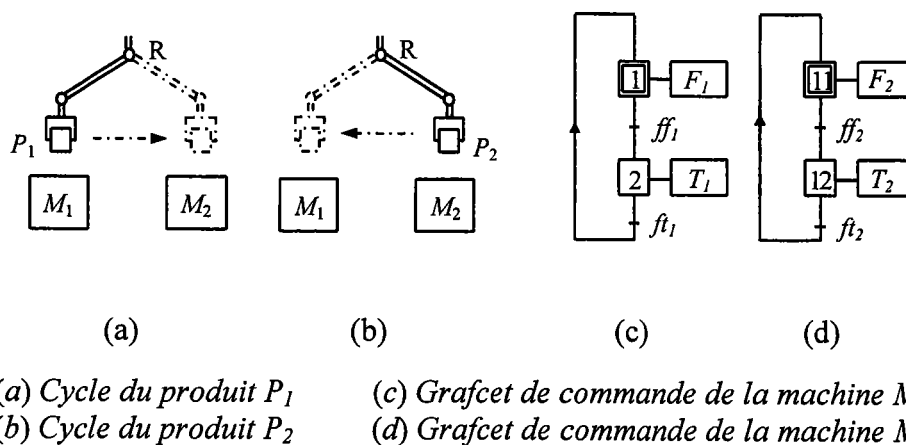 R R
P₁ P₂
M₁ M₂ M₁ M₂
1 F₁ 11 F₂
ff₁ ff₂
2 T₁ 12 T₂
ft₁ ft₂
(a) (b) (c) (d)
(a) Cycle du produit P₁ (c) Grafcet de commande de la machine M
(b) Cycle du produit P₂ (d) Grafcet de commande de la machine M